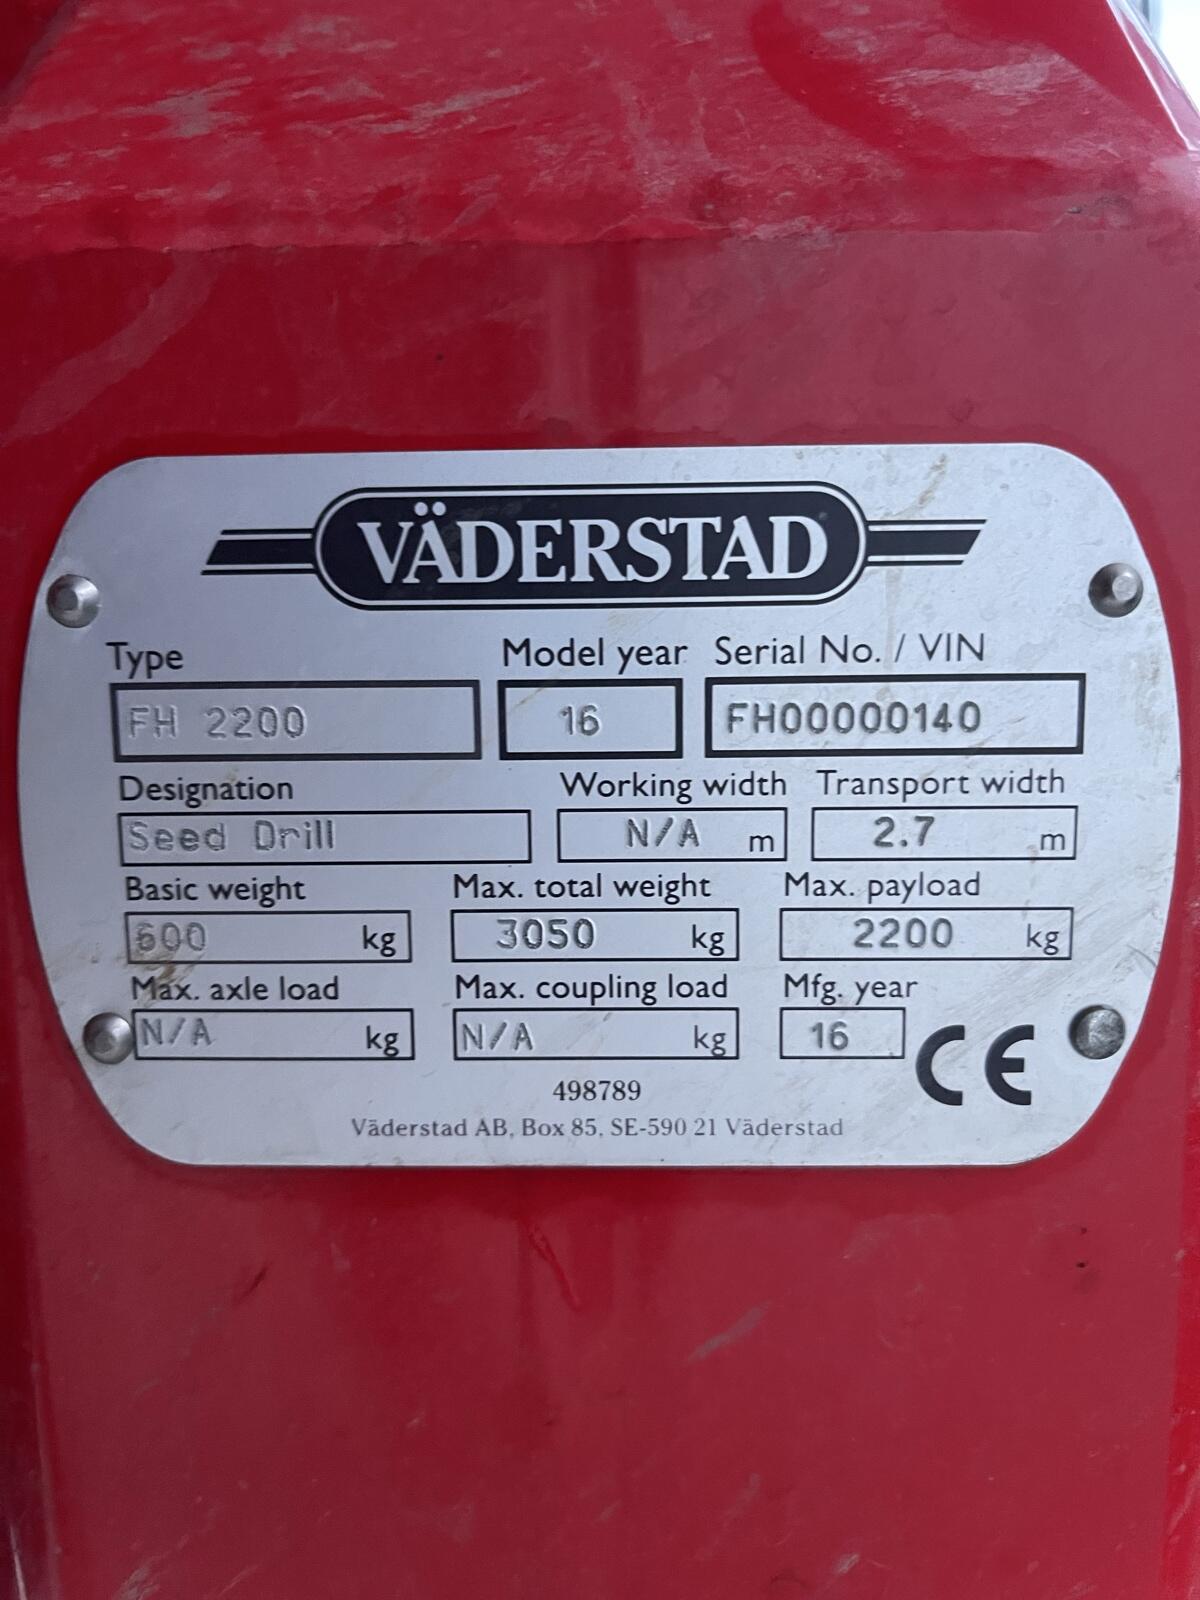 VÄDERSTAD
Type Model year Serial No. / VIN
FH 2200 16 FH00000140
Designation Working width Transport width
Seed Drill N/A m 2.7 m
Basic weight Max. total weight Max. payload
600 kg 3050 kg 2200 kg
Max. axle load Max. coupling load Mfg. year
N/A kg N/A kg 16 CE
498789
Väderstad AB, Box 85, SE-590 21 Väderstad